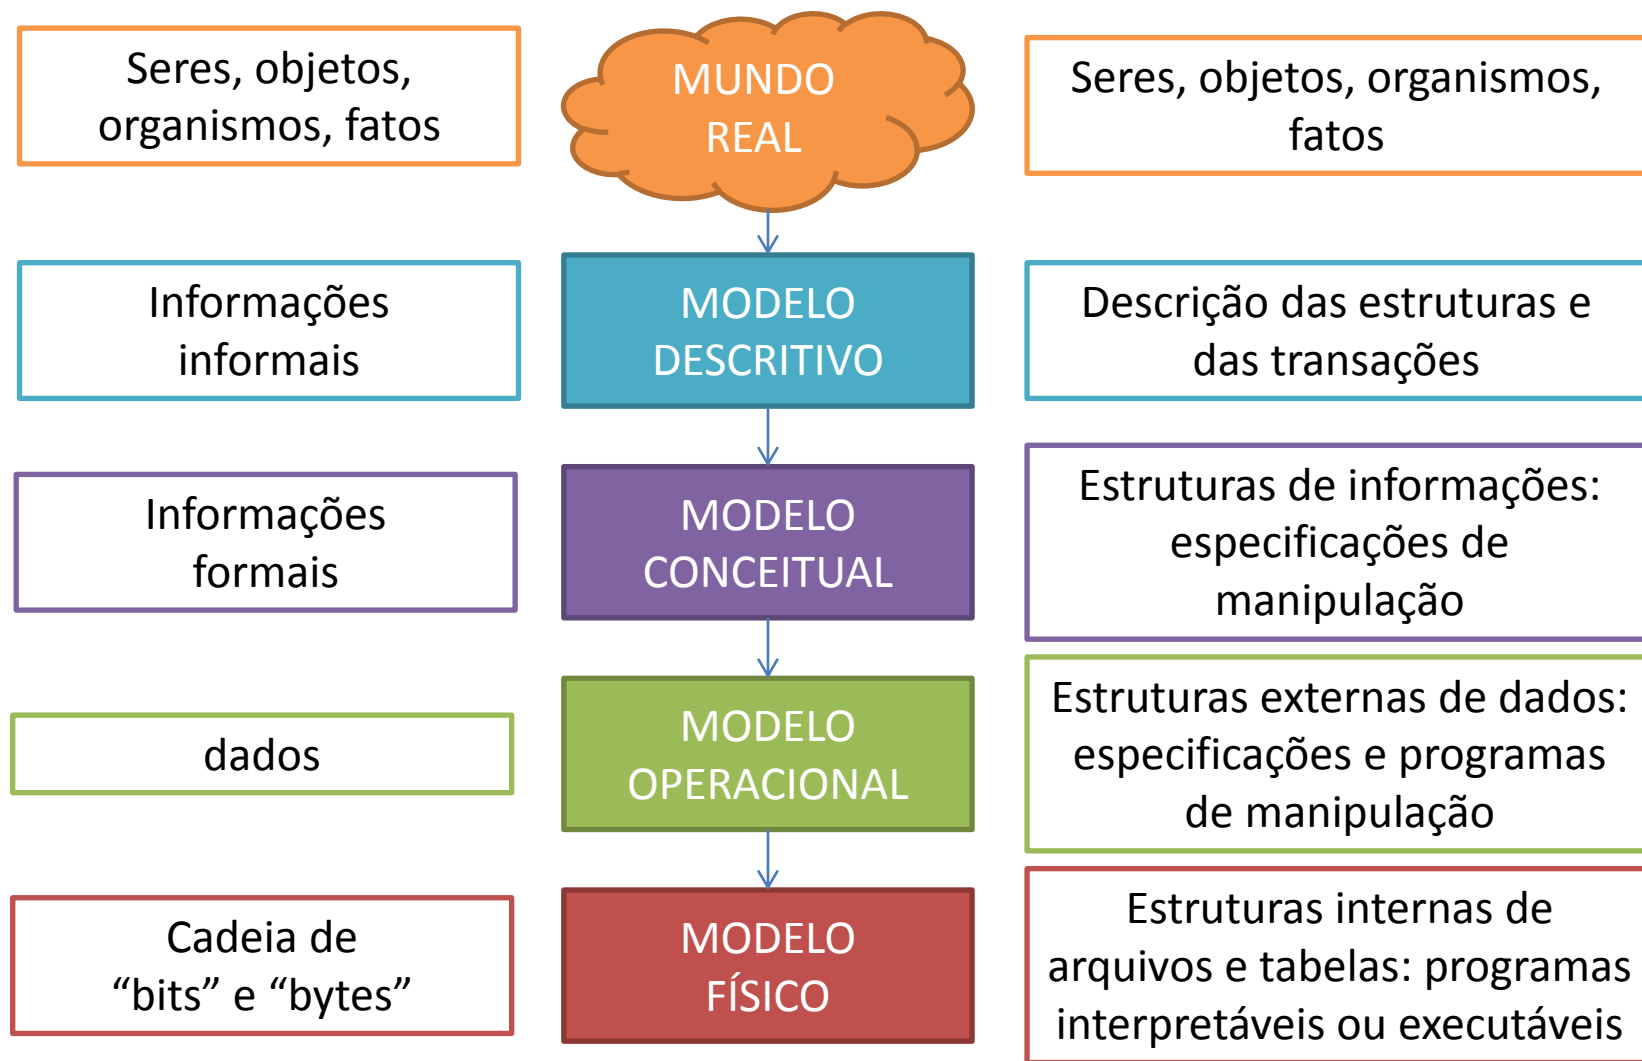 Seres, objetos,
organismos, fatos
MUNDO
REAL
Seres, objetos, organismos,
fatos
Informações
informais
MODELO
DESCRITIVO
Descrição das estruturas e
das transações
Informações
formais
MODELO
CONCEITUAL
Estruturas de informações:
especificações de
manipulação
dados
MODELO
OPERACIONAL
Estruturas externas de dados:
especificações e programas
de manipulação
Cadeia de
“bits” e “bytes”
MODELO
FÍSICO
Estruturas internas de
arquivos e tabelas: programas
interpretáveis ou executáveis